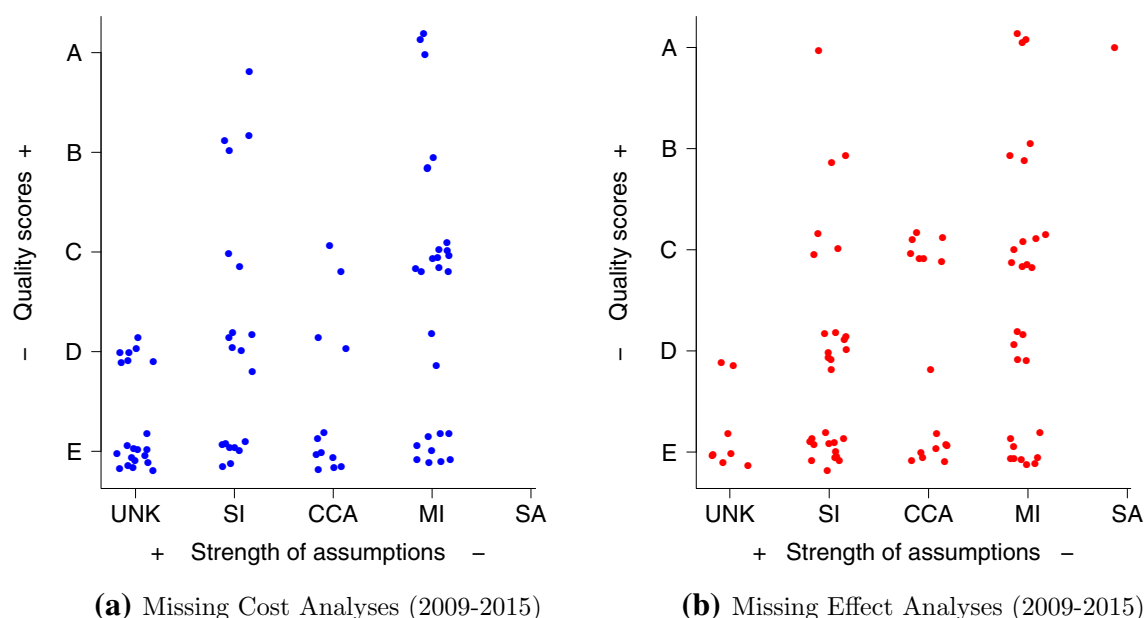 A
B
C
D
E
− Quality scores +
UNK SI CCA MI SA
+ Strength of assumptions −
(a) Missing Cost Analyses (2009-2015)
A
B
C
D
E
− Quality scores +
UNK SI CCA MI SA
+ Strength of assumptions −
(b) Missing Effect Analyses (2009-2015)